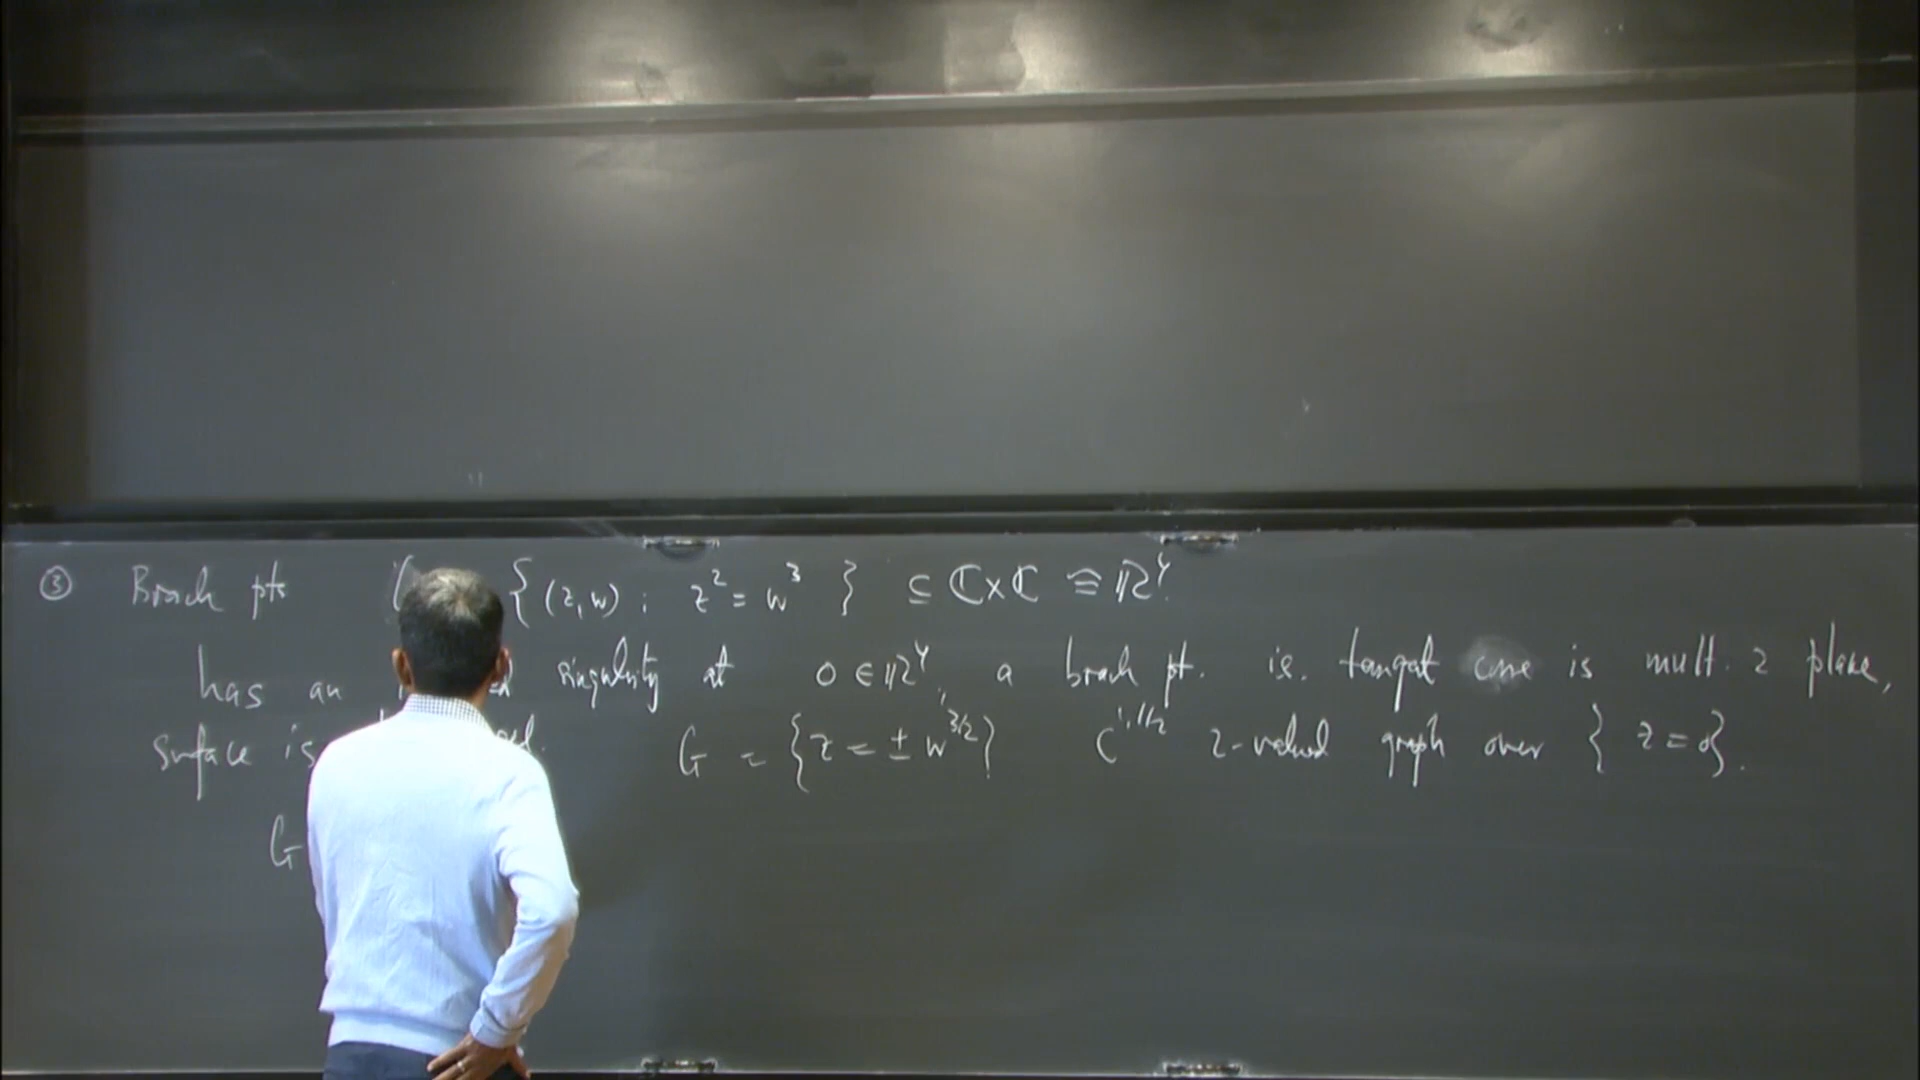 ③ Branch pts { (z, w) : z² = w³ } ⊆ ℂ×ℂ ≅ ℝ⁴.
has an singularity at 0 ∈ ℝ⁴, a branch pt. i.e. tangent cone is mult. 2 plane,
surface is G = {z = ± w^{3/2}} C^{1,1/2} 2-valued graph over { z = 0}.
G